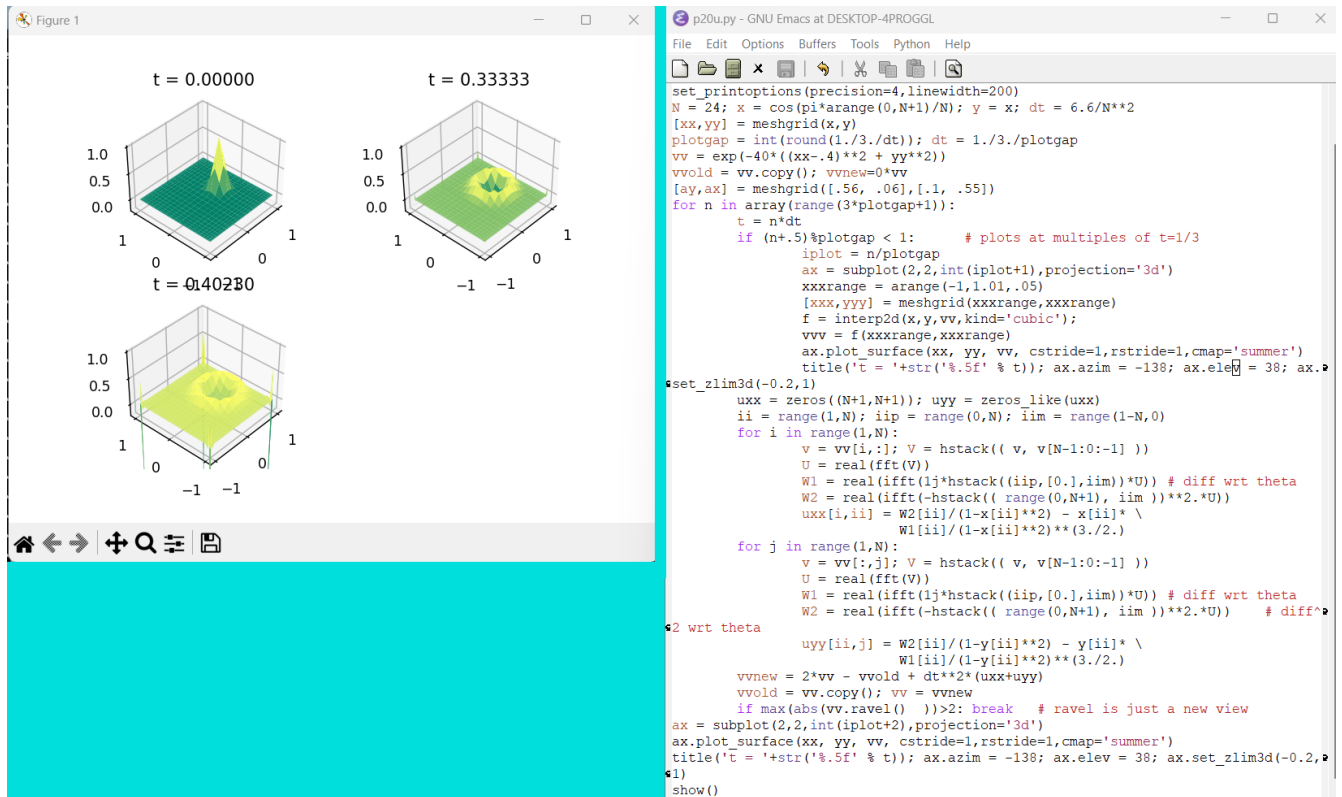 Figure 1
t = 0.00000
t = 0.33333
1.0
0.5
0.0
1
0
−1
−1
0
1
1.0
0.5
0.0
1
0
−1
−1
0
1
t = 0.40230
1.0
0.5
0.0
1
0
−1
−1
0
1
p20u.py - GNU Emacs at DESKTOP-4PROGGL
File Edit Options Buffers Tools Python Help
set_printoptions(precision=4,linewidth=200)
N = 24; x = cos(pi*arange(0,N+1)/N); y = x; dt = 6.6/N**2
[xx,yy] = meshgrid(x,y)
plotgap = int(round(1./3./dt)); dt = 1./3./plotgap
vv = exp(-40*((xx-.4)**2 + yy**2))
vvold = vv.copy(); vvnew=0*vv
[ay,ax] = meshgrid([.56, .06],[.1, .55])
for n in array(range(3*plotgap+1)):
t = n*dt
if (n+.5)%plotgap < 1: # plots at multiples of t=1/3
iplot = n/plotgap
ax = subplot(2,2,int(iplot+1),projection='3d')
xxxrange = arange(-1,1.01,.05)
[xxx,yyy] = meshgrid(xxxrange,xxxrange)
f = interp2d(x,y,vv,kind='cubic');
vvv = f(xxxrange,xxxrange)
ax.plot_surface(xx, yy, vv, cstride=1,rstride=1,cmap='summer')
title('t = '+str('%.5f' % t)); ax.azim = -138; ax.elev = 38; ax.
set_zlim3d(-0.2,1)
uxx = zeros((N+1,N+1)); uyy = zeros_like(uxx)
ii = range(1,N); iip = range(0,N); iim = range(1-N,0)
for i in range(1,N):
v = vv[i,:]; V = hstack(( v, v[N-1:0:-1] ))
U = real(fft(V))
W1 = real(ifft(1j*hstack((iip,[0.],iim))*U)) # diff wrt theta
W2 = real(ifft(-hstack(( range(0,N+1), iim ))**2.*U))
uxx[i,ii] = W2[ii]/(1-x[ii]**2) - x[ii]* \
W1[ii]/(1-x[ii]**2)**(3./2.)
for j in range(1,N):
v = vv[:,j]; V = hstack(( v, v[N-1:0:-1] ))
U = real(fft(V))
W1 = real(ifft(1j*hstack((iip,[0.],iim))*U)) # diff wrt theta
W2 = real(ifft(-hstack(( range(0,N+1), iim ))**2.*U)) # diff^
2 wrt theta
uyy[ii,j] = W2[ii]/(1-y[ii]**2) - y[ii]* \
W1[ii]/(1-y[ii]**2)**(3./2.)
vvnew = 2*vv - vvold + dt**2*(uxx+uyy)
vvold = vv.copy(); vv = vvnew
if max(abs(vv.ravel() ))>2: break # ravel is just a new view
ax = subplot(2,2,int(iplot+2),projection='3d')
ax.plot_surface(xx, yy, vv, cstride=1,rstride=1,cmap='summer')
title('t = '+str('%.5f' % t)); ax.azim = -138; ax.elev = 38; ax.set_zlim3d(-0.2,
1)
show()